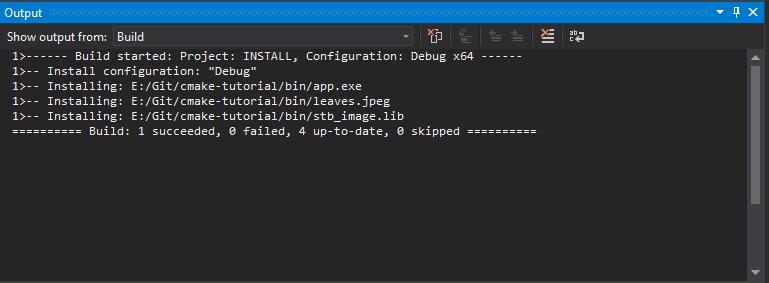 Output
Show output from: Build
1>------ Build started: Project: INSTALL, Configuration: Debug x64 ------
1>-- Install configuration: "Debug"
1>-- Installing: E:/Git/cmake-tutorial/bin/app.exe
1>-- Installing: E:/Git/cmake-tutorial/bin/leaves.jpeg
1>-- Installing: E:/Git/cmake-tutorial/bin/stb_image.lib
========== Build: 1 succeeded, 0 failed, 4 up-to-date, 0 skipped ==========